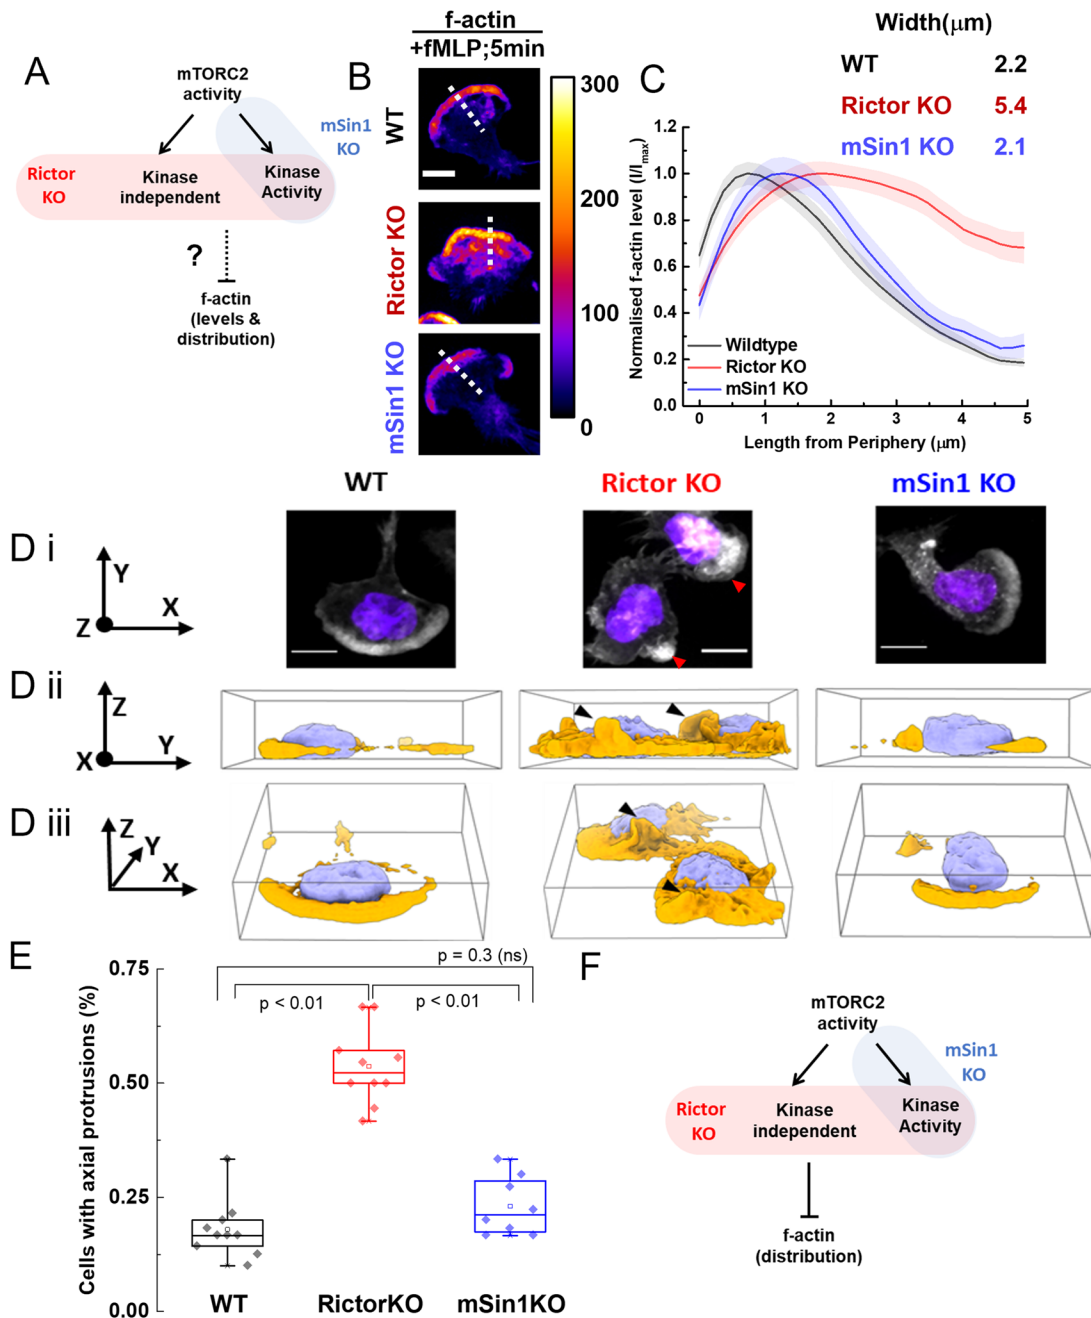 A
mTORC2
activity
mSin1
KO
Rictor
KO
Kinase
independent
Kinase
Activity
?
f-actin
(levels &
distribution)
B
f-actin
+fMLP;5min
WT
Rictor KO
mSin1 KO
300
200
100
0
C
Width(μm)
WT 2.2
Rictor KO 5.4
mSin1 KO 2.1
Normalised f-actin level (I/Imax)
1.2
1.0
0.8
0.6
0.4
0.2
0.0
Wildtype
Rictor KO
mSin1 KO
0 1 2 3 4 5
Length from Periphery (μm)
WT Rictor KO mSin1 KO
D i
Y
X
Z
D ii
Z
Y
X
D iii
Z
Y
X
E
Cells with axial protrusions (%)
0.75
0.50
0.25
0.00
p = 0.3 (ns)
p < 0.01 p < 0.01
WT RictorKO mSin1KO
F
mTORC2
activity
mSin1
KO
Rictor
KO
Kinase
independent
Kinase
Activity
f-actin
(distribution)